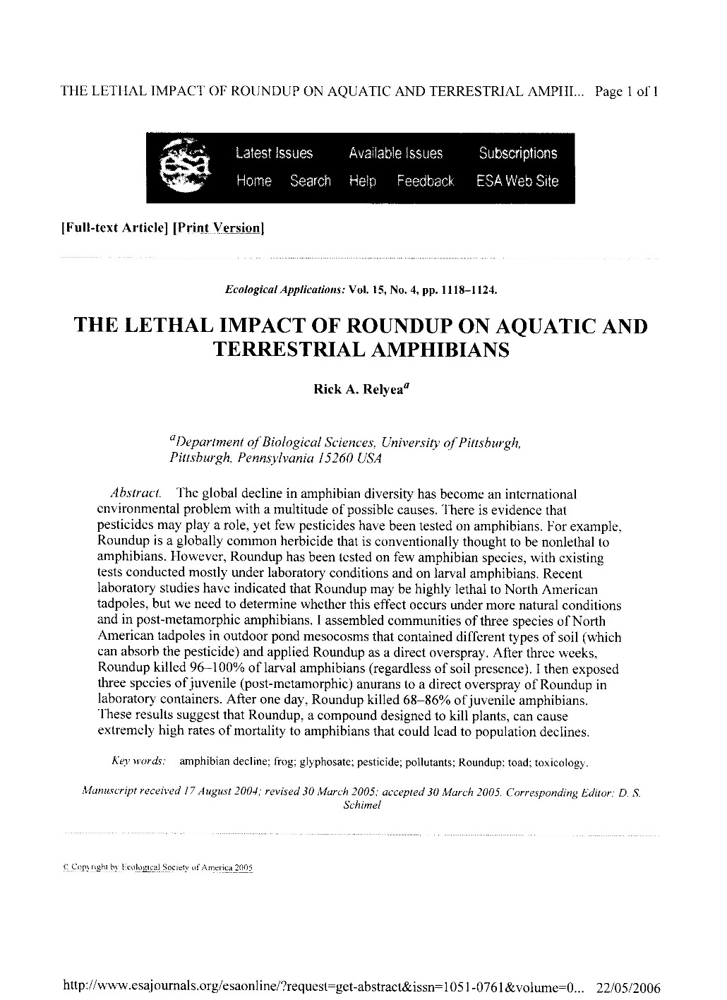 THE LETHAL IMPACT OF ROUNDUP ON AQUATIC AND TERRESTRIAL AMPHI... Page 1 of 1
esa
Latest Issues Available Issues Subscriptions
Home Search Help Feedback ESA Web Site
[Full-text Article] [Print Version]
Ecological Applications: Vol. 15, No. 4, pp. 1118–1124.
THE LETHAL IMPACT OF ROUNDUP ON AQUATIC AND
TERRESTRIAL AMPHIBIANS
Rick A. Relyea^a
^aDepartment of Biological Sciences, University of Pittsburgh,
Pittsburgh, Pennsylvania 15260 USA
Abstract. The global decline in amphibian diversity has become an international
environmental problem with a multitude of possible causes. There is evidence that
pesticides may play a role, yet few pesticides have been tested on amphibians. For example,
Roundup is a globally common herbicide that is conventionally thought to be nonlethal to
amphibians. However, Roundup has been tested on few amphibian species, with existing
tests conducted mostly under laboratory conditions and on larval amphibians. Recent
laboratory studies have indicated that Roundup may be highly lethal to North American
tadpoles, but we need to determine whether this effect occurs under more natural conditions
and in post-metamorphic amphibians. I assembled communities of three species of North
American tadpoles in outdoor pond mesocosms that contained different types of soil (which
can absorb the pesticide) and applied Roundup as a direct overspray. After three weeks,
Roundup killed 96–100% of larval amphibians (regardless of soil presence). I then exposed
three species of juvenile (post-metamorphic) anurans to a direct overspray of Roundup in
laboratory containers. After one day, Roundup killed 68–86% of juvenile amphibians.
These results suggest that Roundup, a compound designed to kill plants, can cause
extremely high rates of mortality to amphibians that could lead to population declines.
Key words: amphibian decline; frog; glyphosate; pesticide; pollutants; Roundup; toad; toxicology.
Manuscript received 17 August 2004; revised 30 March 2005; accepted 30 March 2005. Corresponding Editor: D. S.
Schimel
© Copyright by Ecological Society of America 2005
http://www.esajournals.org/esaonline/?request=get-abstract&issn=1051-0761&volume=0... 22/05/2006